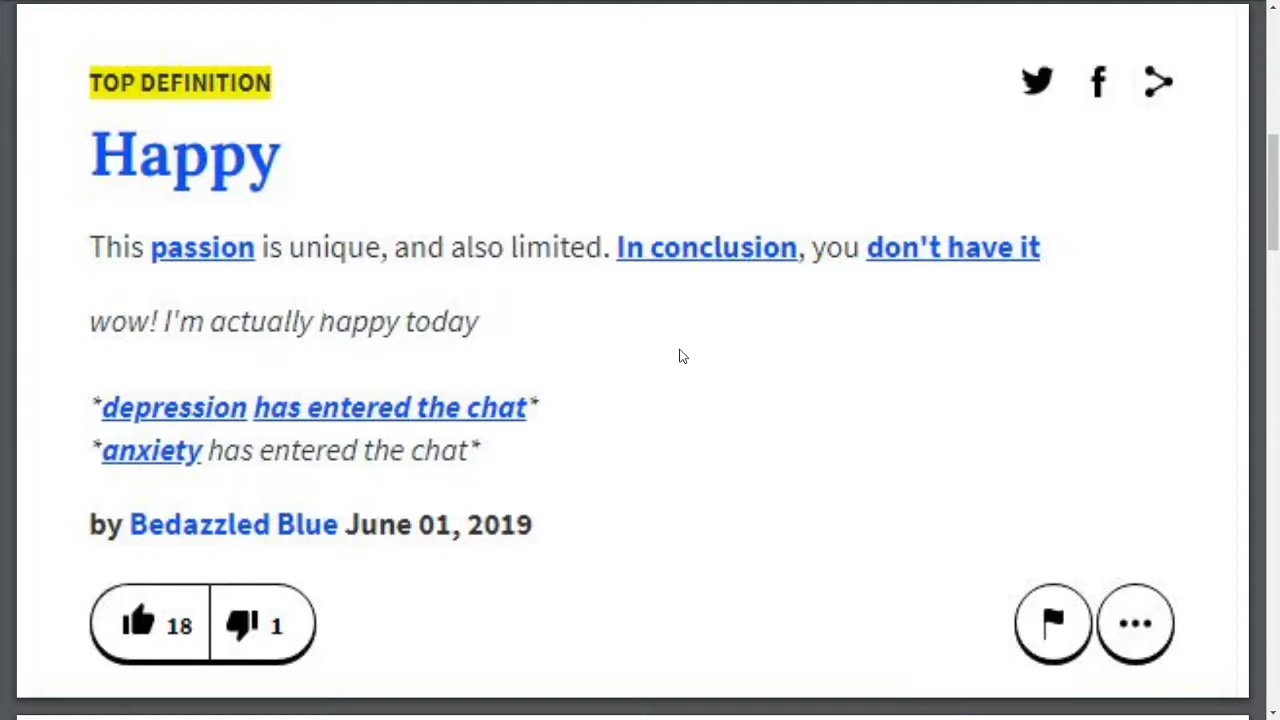 TOP DEFINITION
Happy
This passion is unique, and also limited. In conclusion, you don't have it
wow! I'm actually happy today
*depression has entered the chat*
*anxiety has entered the chat*
by Bedazzled Blue June 01, 2019
18 1